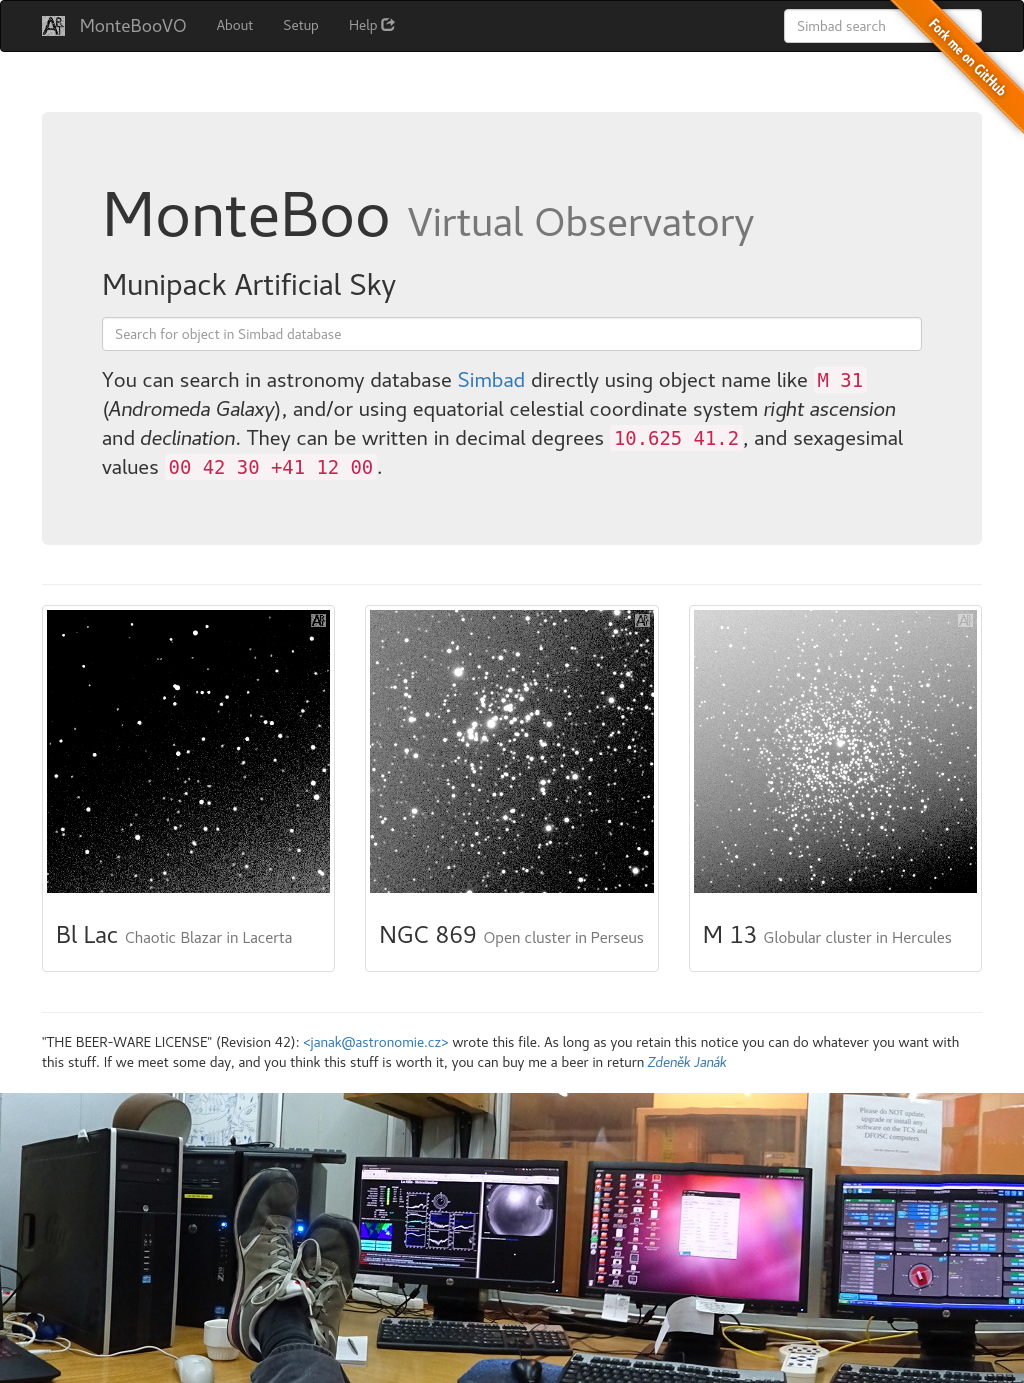 MonteBooVO About Setup Help Simbad search
Fork me on GitHub
MonteBoo Virtual Observatory
Munipack Artificial Sky
Search for object in Simbad database
You can search in astronomy database Simbad directly using object name like M 31
(Andromeda Galaxy), and/or using equatorial celestial coordinate system right ascension
and declination. They can be written in decimal degrees 10.625 41.2, and sexagesimal
values 00 42 30 +41 12 00.
Bl Lac Chaotic Blazar in Lacerta
NGC 869 Open cluster in Perseus
M 13 Globular cluster in Hercules
"THE BEER-WARE LICENSE" (Revision 42): <janak@astronomie.cz> wrote this file. As long as you retain this notice you can do whatever you want with
this stuff. If we meet some day, and you think this stuff is worth it, you can buy me a beer in return Zdeněk Janák
Please do NOT update,
upgrade or install any
software on the TCS and
DFOSC computers